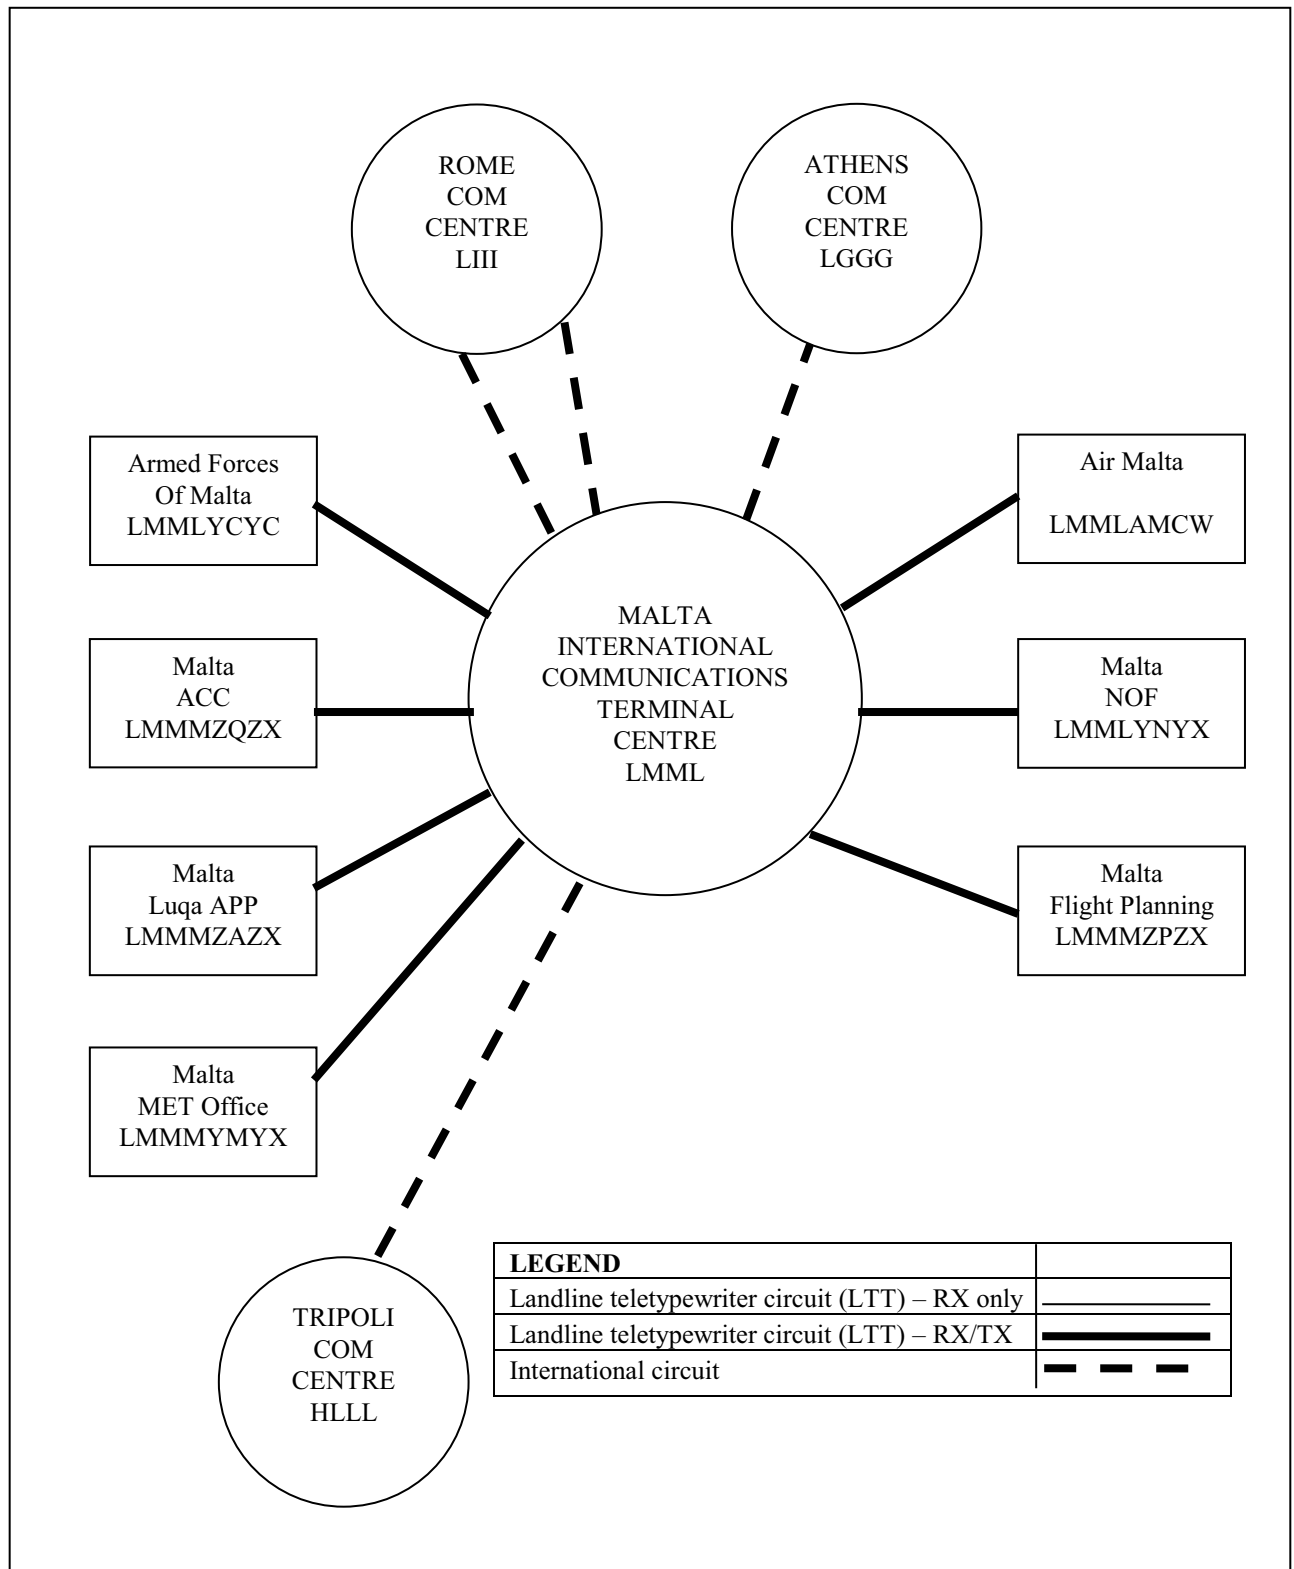 ROME
COM
CENTRE
LIII
ATHENS
COM
CENTRE
LGGG
Armed Forces
Of Malta
LMMLYCYC
Air Malta
LMMLAMCW
MALTA
INTERNATIONAL
COMMUNICATIONS
TERMINAL
CENTRE
LMML
Malta
ACC
LMMMZQZX
Malta
NOF
LMMLYNYX
Malta
Luqa APP
LMMMZAZX
Malta
Flight Planning
LMMMZPZX
Malta
MET Office
LMMMYMYX
TRIPOLI
COM
CENTRE
HLLL
LEGEND
Landline teletypewriter circuit (LTT) – RX only
Landline teletypewriter circuit (LTT) – RX/TX
International circuit